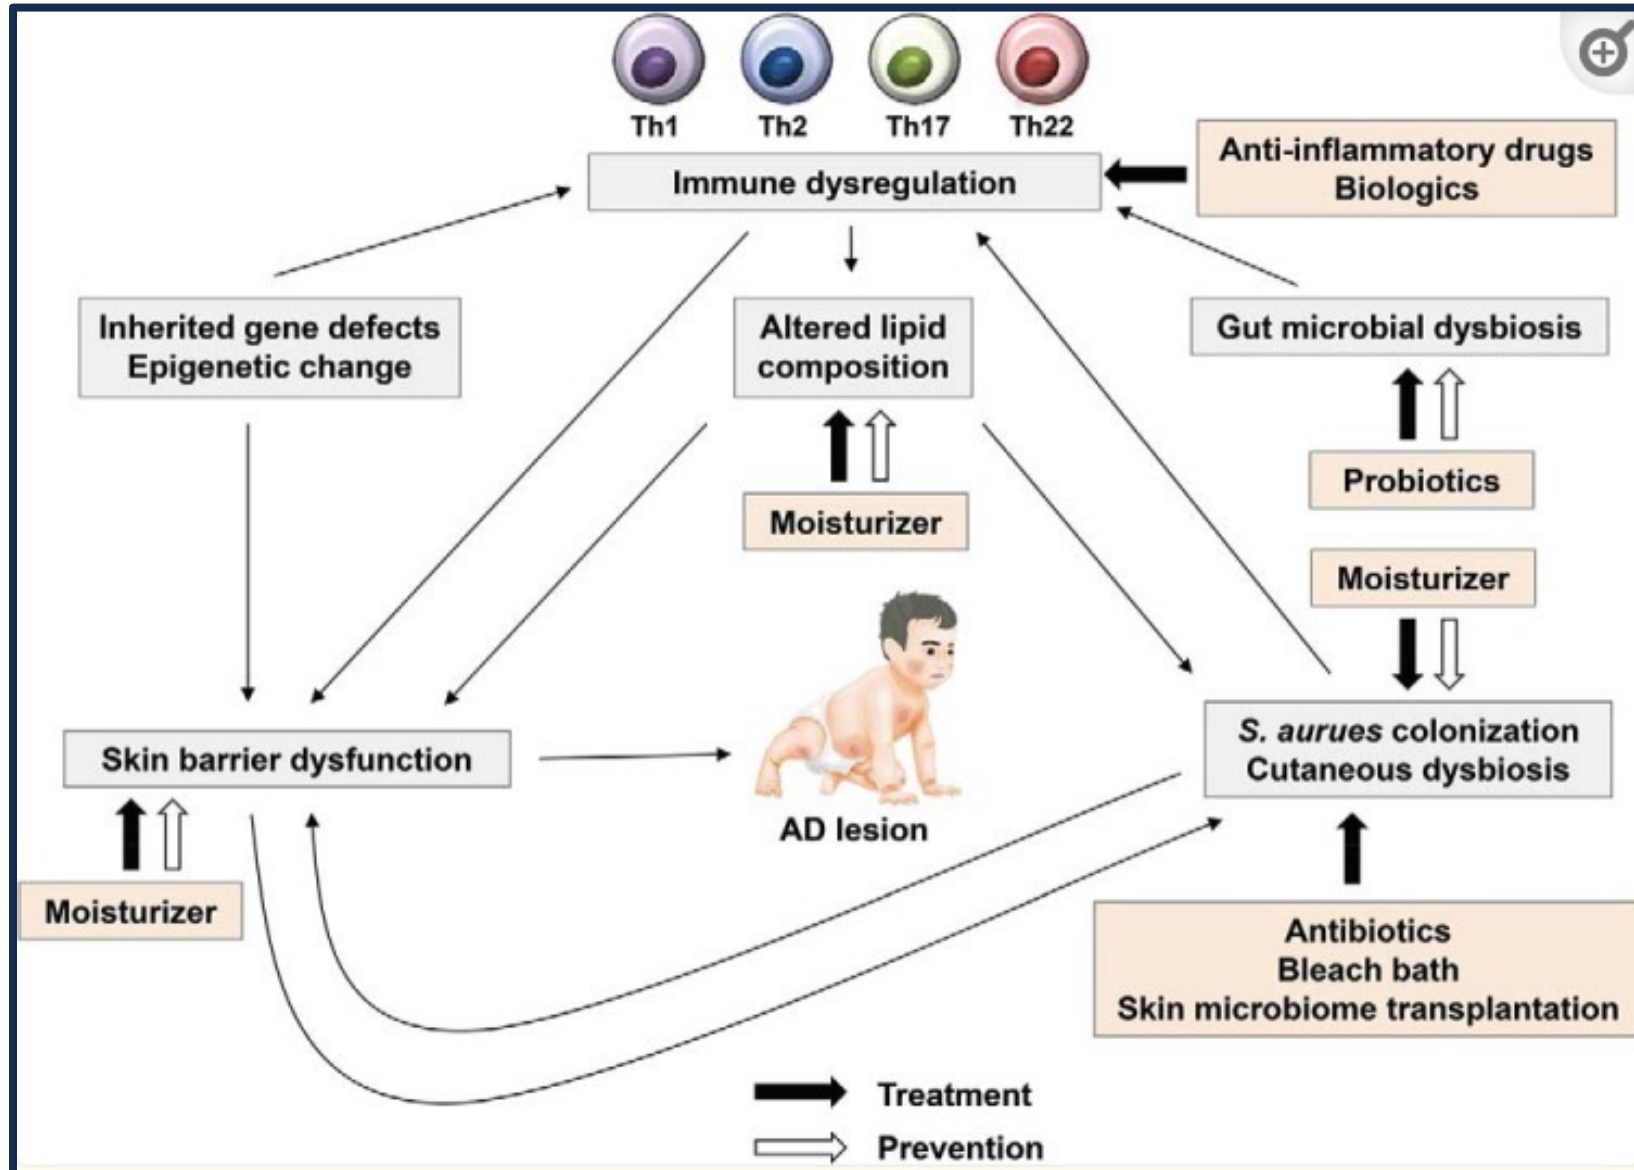 Th1
Th2
Th17
Th22
Immune dysregulation
Anti-inflammatory drugs
Biologics
Inherited gene defects
Epigenetic change
Altered lipid
composition
Gut microbial dysbiosis
Moisturizer
Probiotics
Moisturizer
Skin barrier dysfunction
AD lesion
S. aurues colonization
Cutaneous dysbiosis
Moisturizer
Antibiotics
Bleach bath
Skin microbiome transplantation
Treatment
Prevention